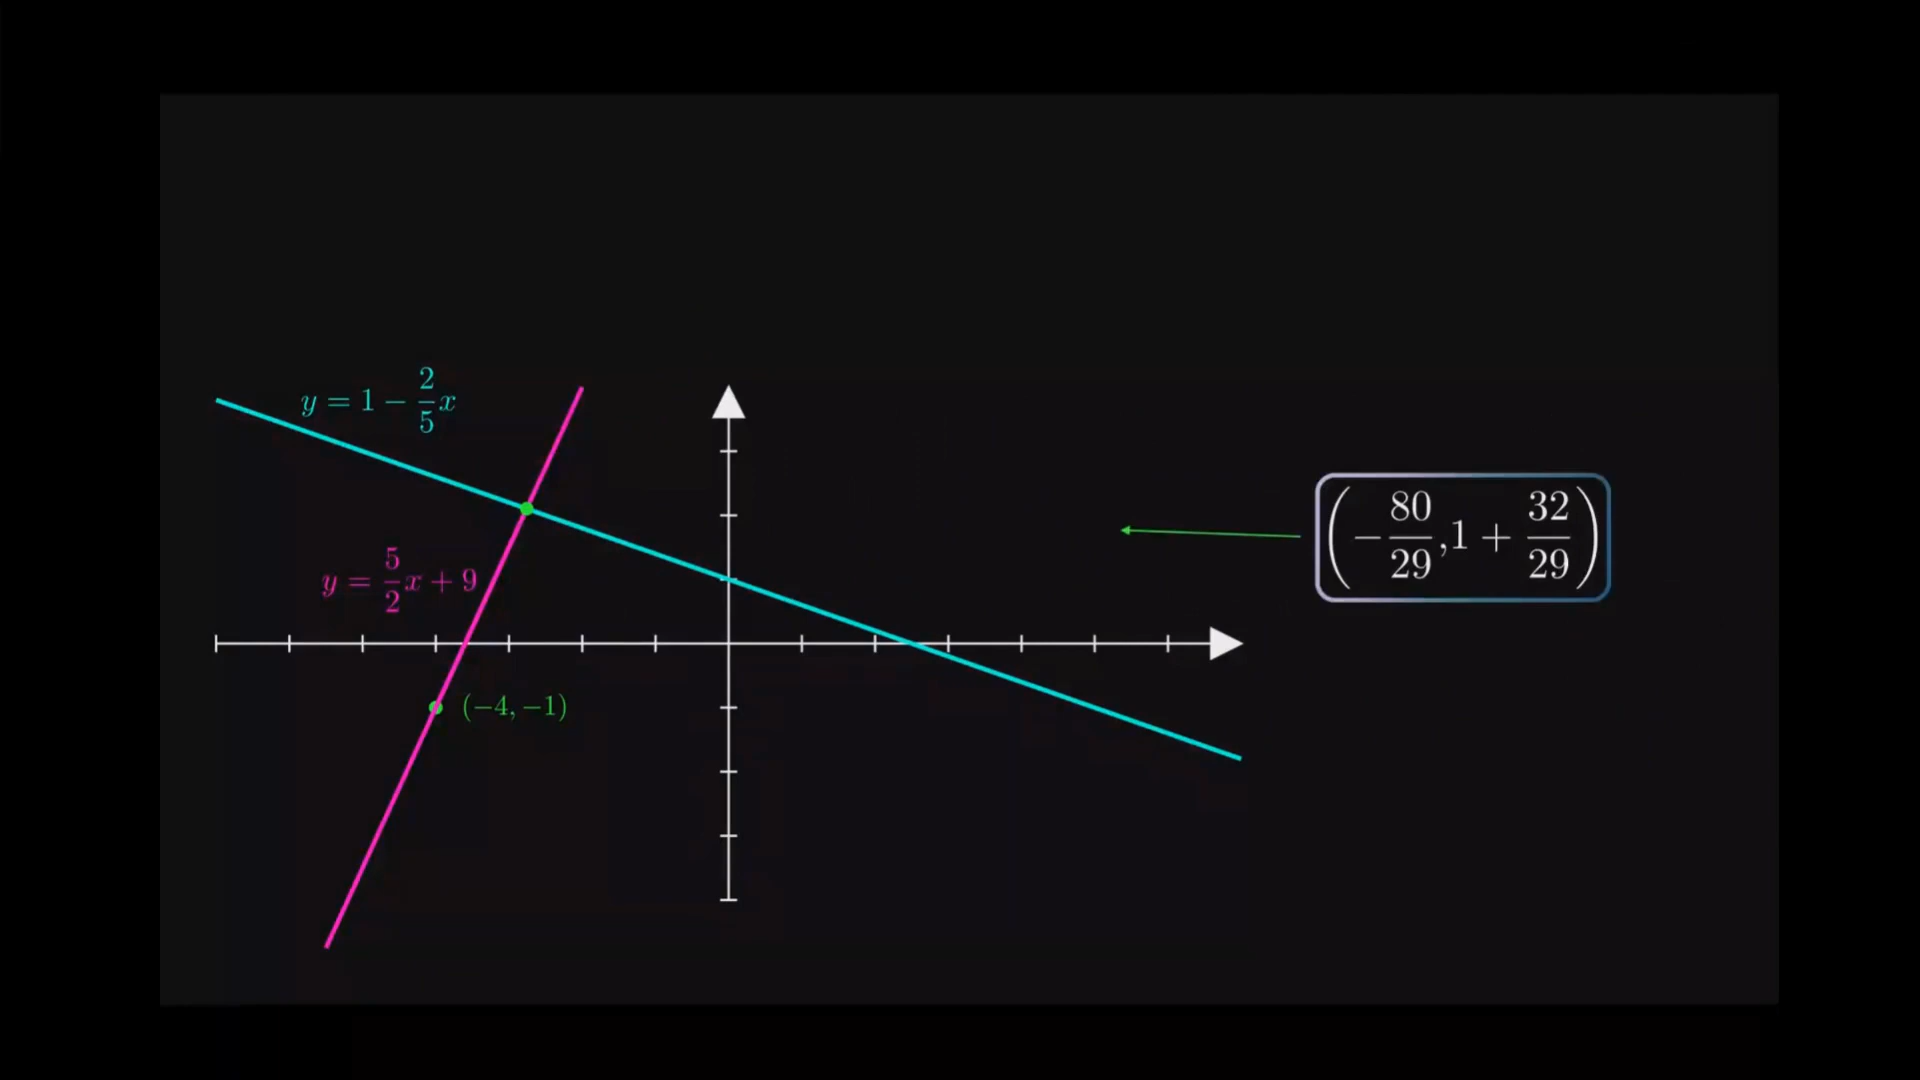 y = 1 − 2/5 x
y = 5/2 x + 9
(−80/29, 1 + 32/29)
(−4, −1)